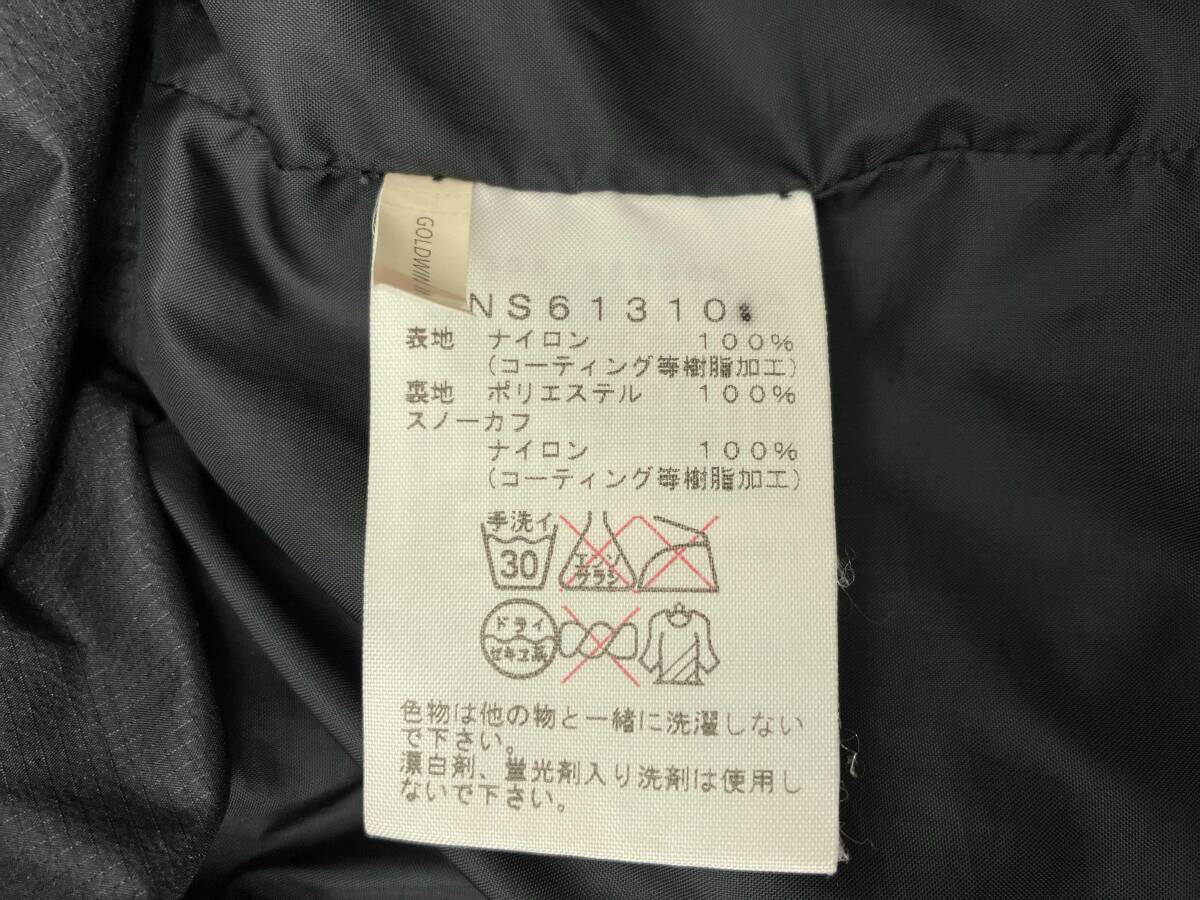 GOLDWIN
NS61310
表地 ナイロン 100%
(コーティング等樹脂加工)
裏地 ポリエステル 100%
スノーカフ
ナイロン 100%
(コーティング等樹脂加工)
手洗イ
30
エンソ
サラシ
ドライ
セキユ系
色物は他の物と一緒に洗濯しない
で下さい。
漂白剤、蛍光剤入り洗剤は使用し
ないで下さい。